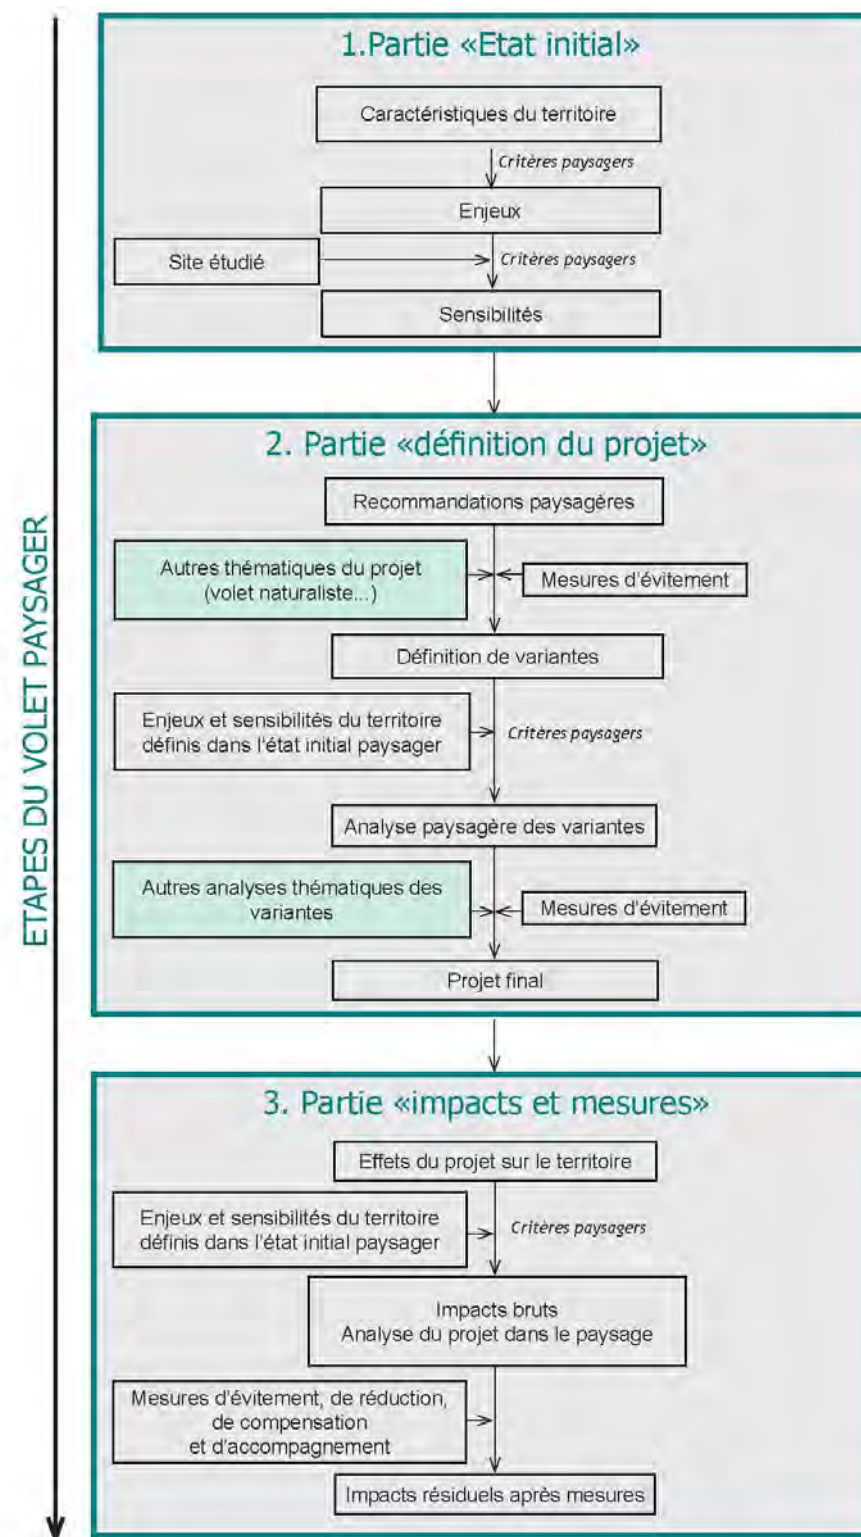 ETAPES DU VOLET PAYSAGER
1.Partie «Etat initial»
Caractéristiques du territoire
Critères paysagers
Enjeux
Site étudié
Critères paysagers
Sensibilités
2. Partie «définition du projet»
Recommandations paysagères
Autres thématiques du projet
(volet naturaliste...)
Mesures d'évitement
Définition de variantes
Enjeux et sensibilités du territoire
définis dans l'état initial paysager
Critères paysagers
Analyse paysagère des variantes
Autres analyses thématiques des
variantes
Mesures d'évitement
Projet final
3. Partie «impacts et mesures»
Effets du projet sur le territoire
Enjeux et sensibilités du territoire
définis dans l'état initial paysager
Critères paysagers
Impacts bruts
Analyse du projet dans le paysage
Mesures d'évitement, de réduction,
de compensation
et d'accompagnement
Impacts résiduels après mesures